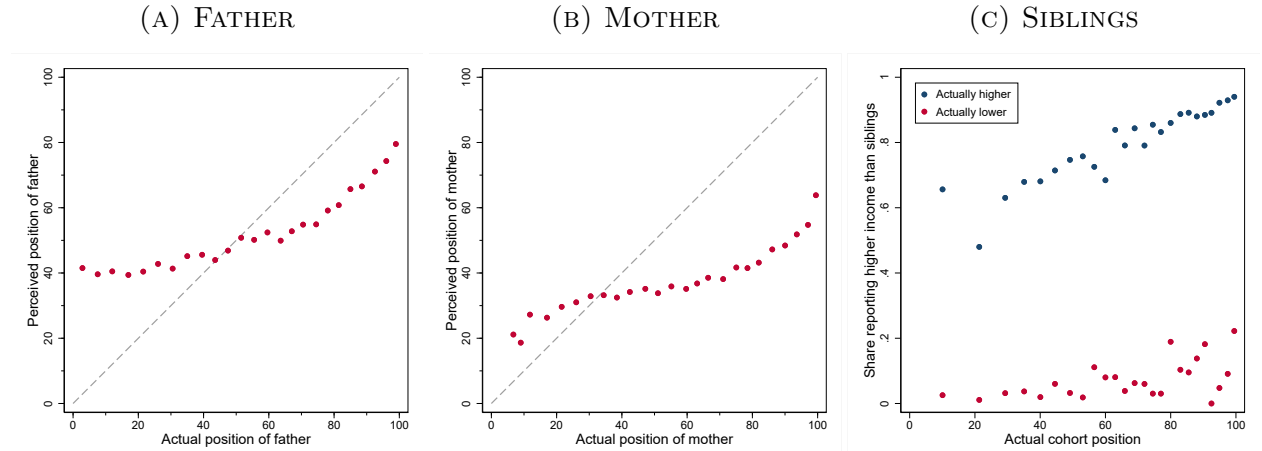 (A) FATHER
Perceived position of father
100
80
60
40
20
0
0 20 40 60 80 100
Actual position of father
(B) MOTHER
Perceived position of mother
100
80
60
40
20
0
0 20 40 60 80 100
Actual position of mother
(C) SIBLINGS
Share reporting higher income than siblings
1
.8
.6
.4
.2
0
Actually higher
Actually lower
0 20 40 60 80 100
Actual cohort position